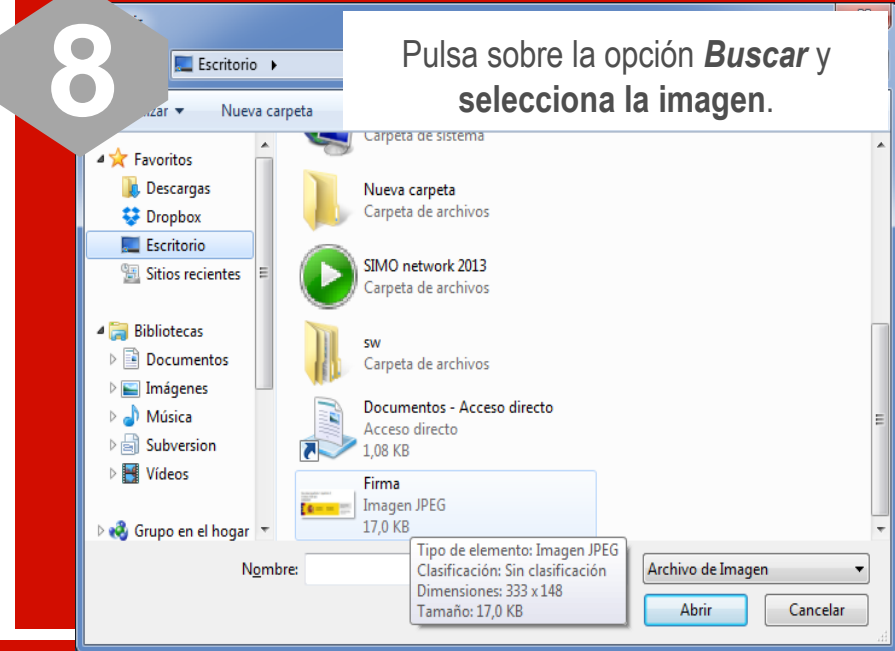 8
Pulsa sobre la opción Buscar y
selecciona la imagen.
Escritorio
Nueva carpeta
Favoritos
Descargas
Dropbox
Escritorio
Sitios recientes
Bibliotecas
Documentos
Imágenes
Música
Subversion
Vídeos
Grupo en el hogar
Carpeta de sistema
Nueva carpeta
Carpeta de archivos
SIMO network 2013
Carpeta de archivos
sw
Carpeta de archivos
Documentos - Acceso directo
Acceso directo
1,08 KB
Firma
Imagen JPEG
17,0 KB
Tipo de elemento: Imagen JPEG
Clasificación: Sin clasificación
Dimensiones: 333 x 148
Tamaño: 17,0 KB
Nombre:
Archivo de Imagen
Abrir
Cancelar